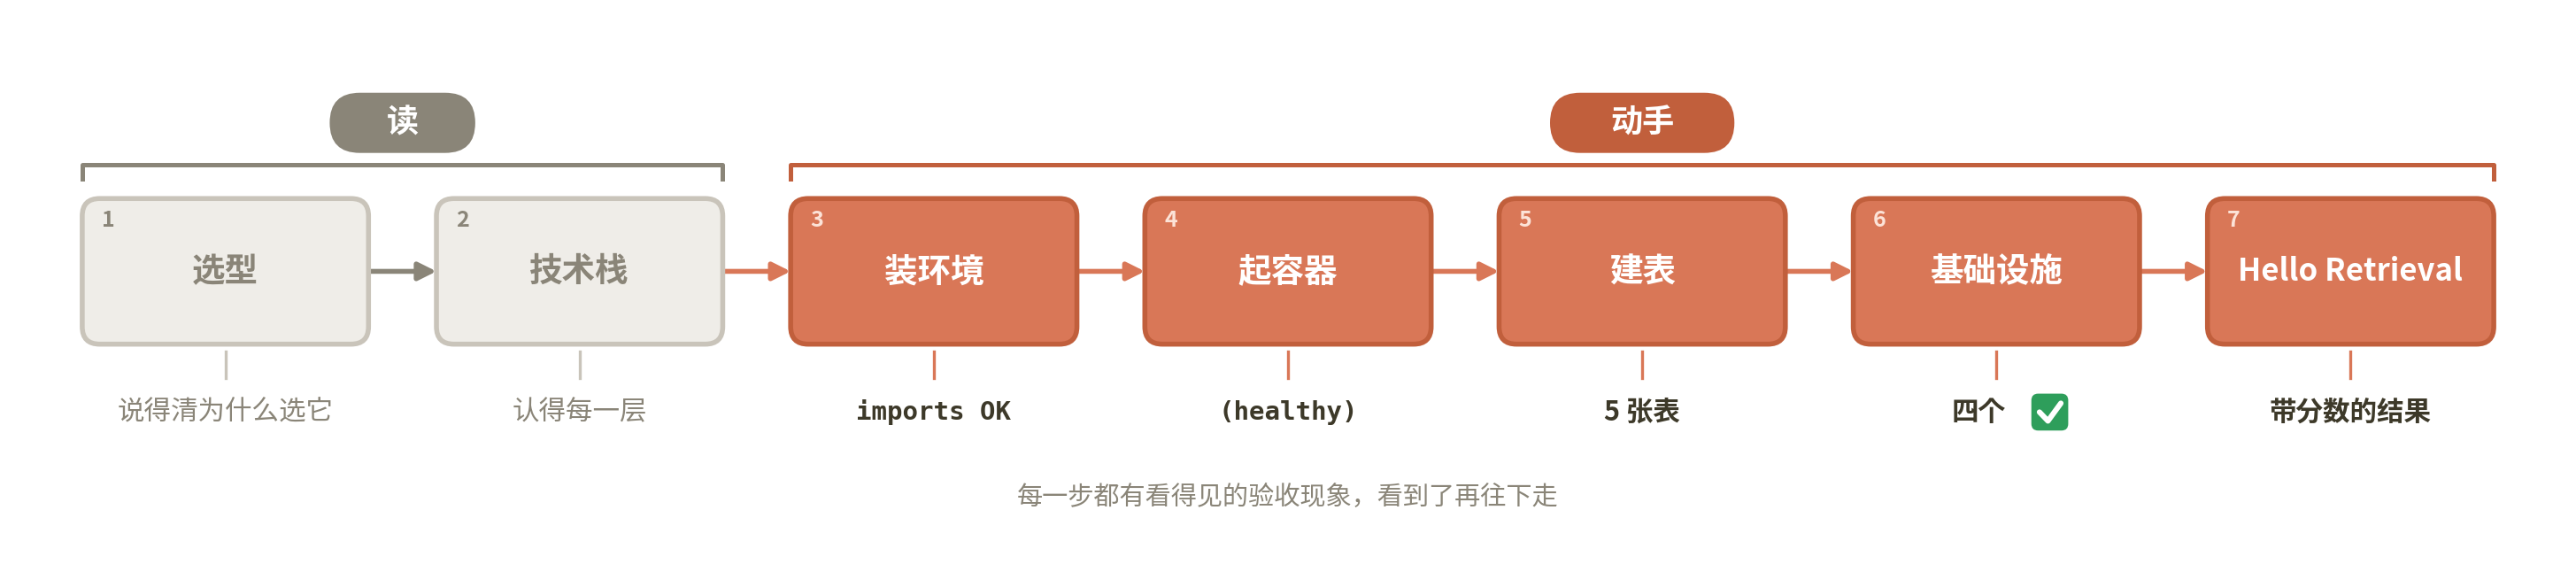 读
动手
1
选型
2
技术栈
3
装环境
4
起容器
5
建表
6
基础设施
7
Hello Retrieval
说得清为什么选它
认得每一层
imports OK
(healthy)
5 张表
四个 ✅
带分数的结果
每一步都有看得见的验收现象，看到了再往下走